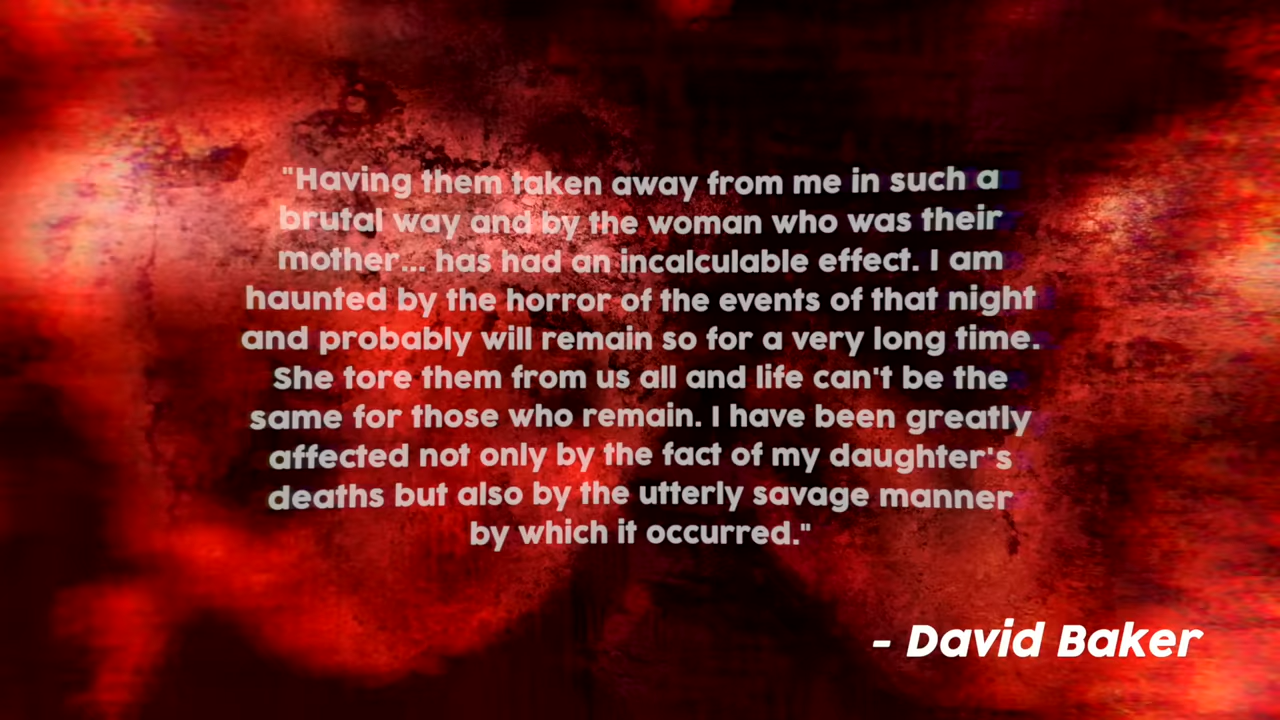 "Having them taken away from me in such a
brutal way and by the woman who was their
mother... has had an incalculable effect. I am
haunted by the horror of the events of that night
and probably will remain so for a very long time.
She tore them from us all and life can't be the
same for those who remain. I have been greatly
affected not only by the fact of my daughter's
deaths but also by the utterly savage manner
by which it occurred."
- David Baker